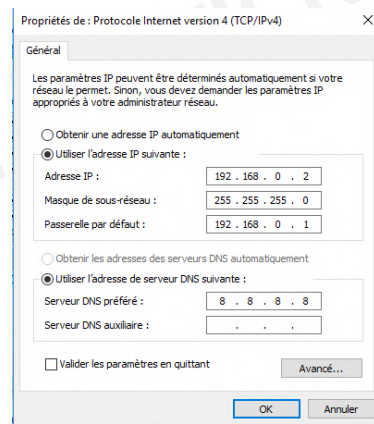 Propriétés de : Protocole Internet version 4 (TCP/IPv4)
Général
Les paramètres IP peuvent être déterminés automatiquement si votre
réseau le permet. Sinon, vous devez demander les paramètres IP
appropriés à votre administrateur réseau.
Obtenir une adresse IP automatiquement
Utiliser l'adresse IP suivante :
Adresse IP : 192 . 168 . 0 . 2
Masque de sous-réseau : 255 . 255 . 255 . 0
Passerelle par défaut : 192 . 168 . 0 . 1
Obtenir les adresses des serveurs DNS automatiquement
Utiliser l'adresse de serveur DNS suivante :
Serveur DNS préféré : 8 . 8 . 8 . 8
Serveur DNS auxiliaire : . . .
Valider les paramètres en quittant
Avancé...
OK Annuler